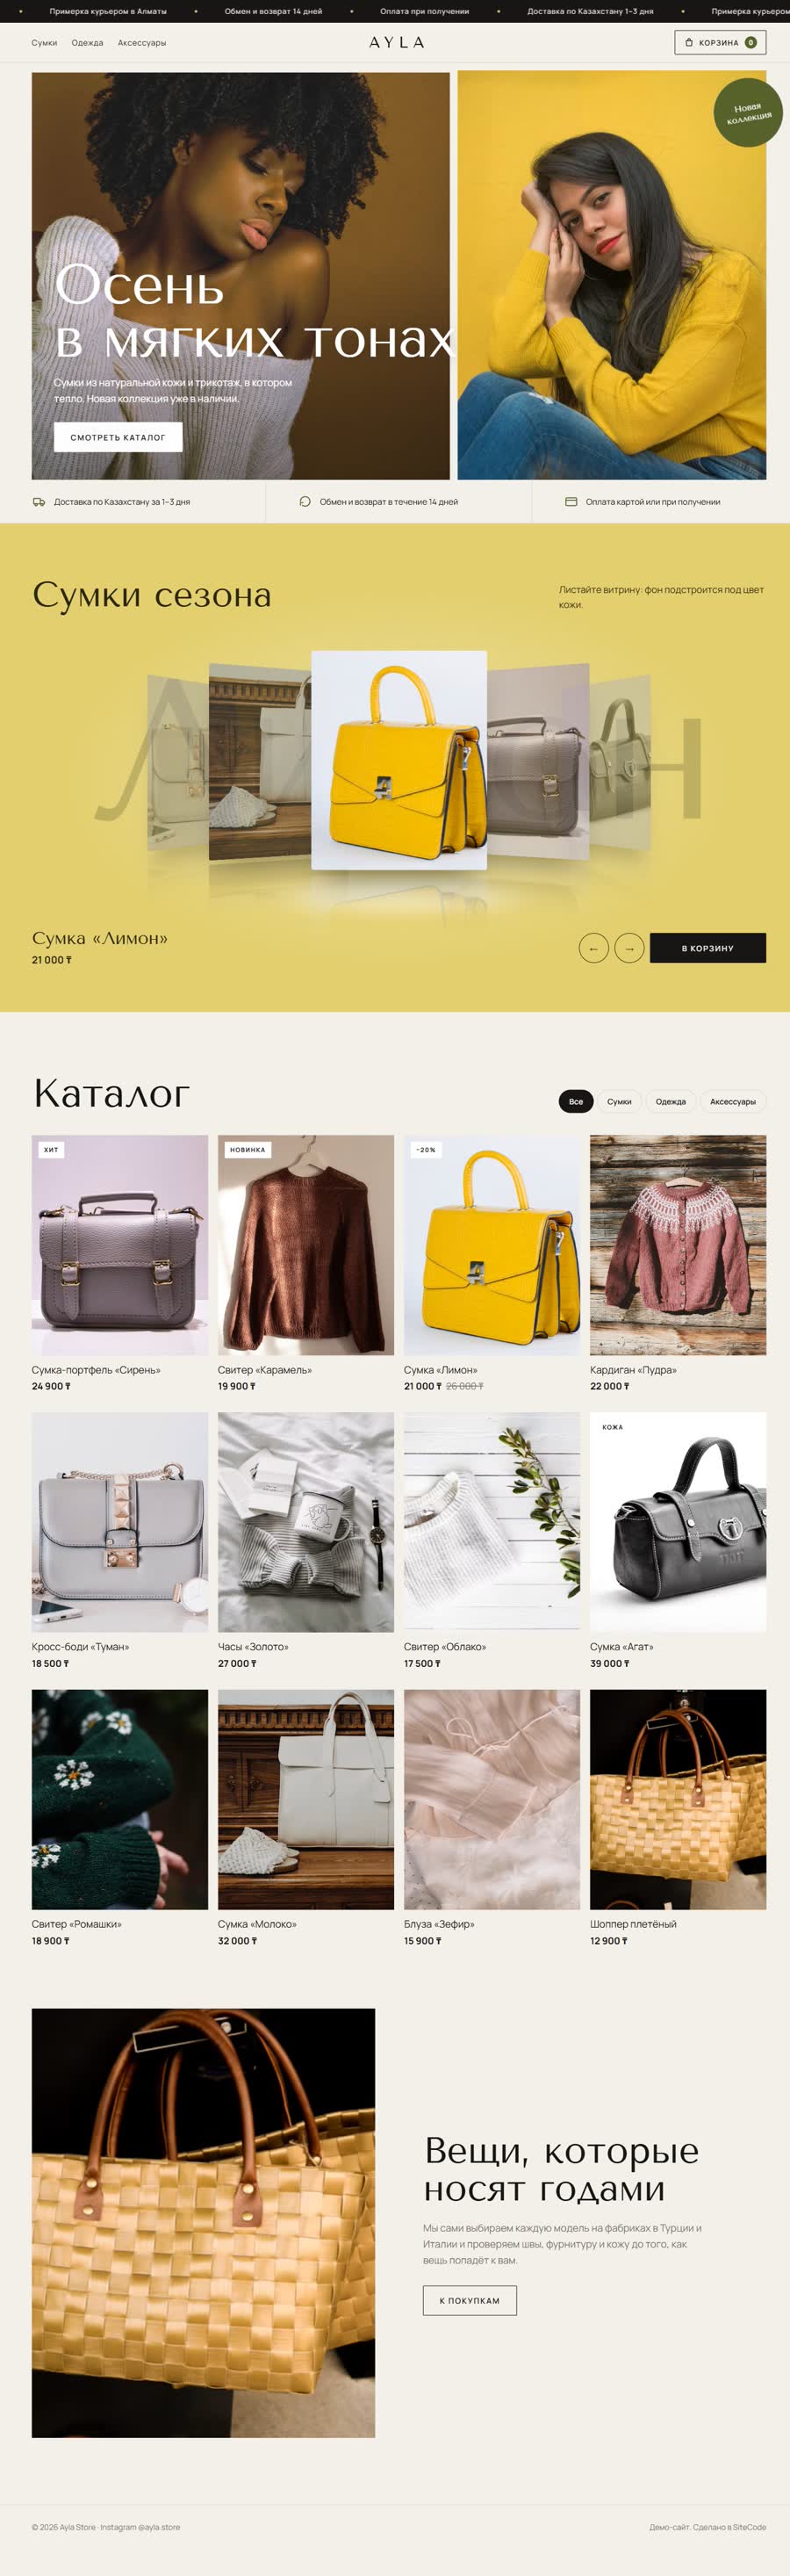 Примерка курьером в Алматы • Обмен и возврат 14 дней • Оплата при получении • Доставка по Казахстану 1–3 дня • Примерка курьером
Сумки Одежда Аксессуары
AYLA
КОРЗИНА 0
Новая
коллекция
Осень
в мягких тонах
Сумки из натуральной кожи и трикотаж, в котором
тепло. Новая коллекция уже в наличии.
СМОТРЕТЬ КАТАЛОГ
Доставка по Казахстану за 1–3 дня
Обмен и возврат в течение 14 дней
Оплата картой или при получении
Сумки сезона
Листайте витрину: фон подстроится под цвет
кожи.
Сумка «Лимон»
21 000 ₸
← →
В КОРЗИНУ
Каталог
Все Сумки Одежда Аксессуары
ХИТ
НОВИНКА
−20%
Сумка-портфель «Сирень»
24 900 ₸
Свитер «Карамель»
19 900 ₸
Сумка «Лимон»
21 000 ₸ 26 000 ₸
Кардиган «Пудра»
22 000 ₸
КОЖА
Кросс-боди «Туман»
18 500 ₸
Часы «Золото»
27 000 ₸
Свитер «Облако»
17 500 ₸
Сумка «Агат»
39 000 ₸
Свитер «Ромашки»
18 900 ₸
Сумка «Молоко»
32 000 ₸
Блуза «Зефир»
15 900 ₸
Шоппер плетёный
12 900 ₸
Вещи, которые
носят годами
Мы сами выбираем каждую модель на фабриках в Турции и
Италии и проверяем швы, фурнитуру и кожу до того, как
вещь попадёт к вам.
К ПОКУПКАМ
© 2026 Ayla Store · Instagram @ayla.store
Демо-сайт. Сделано в SiteCode